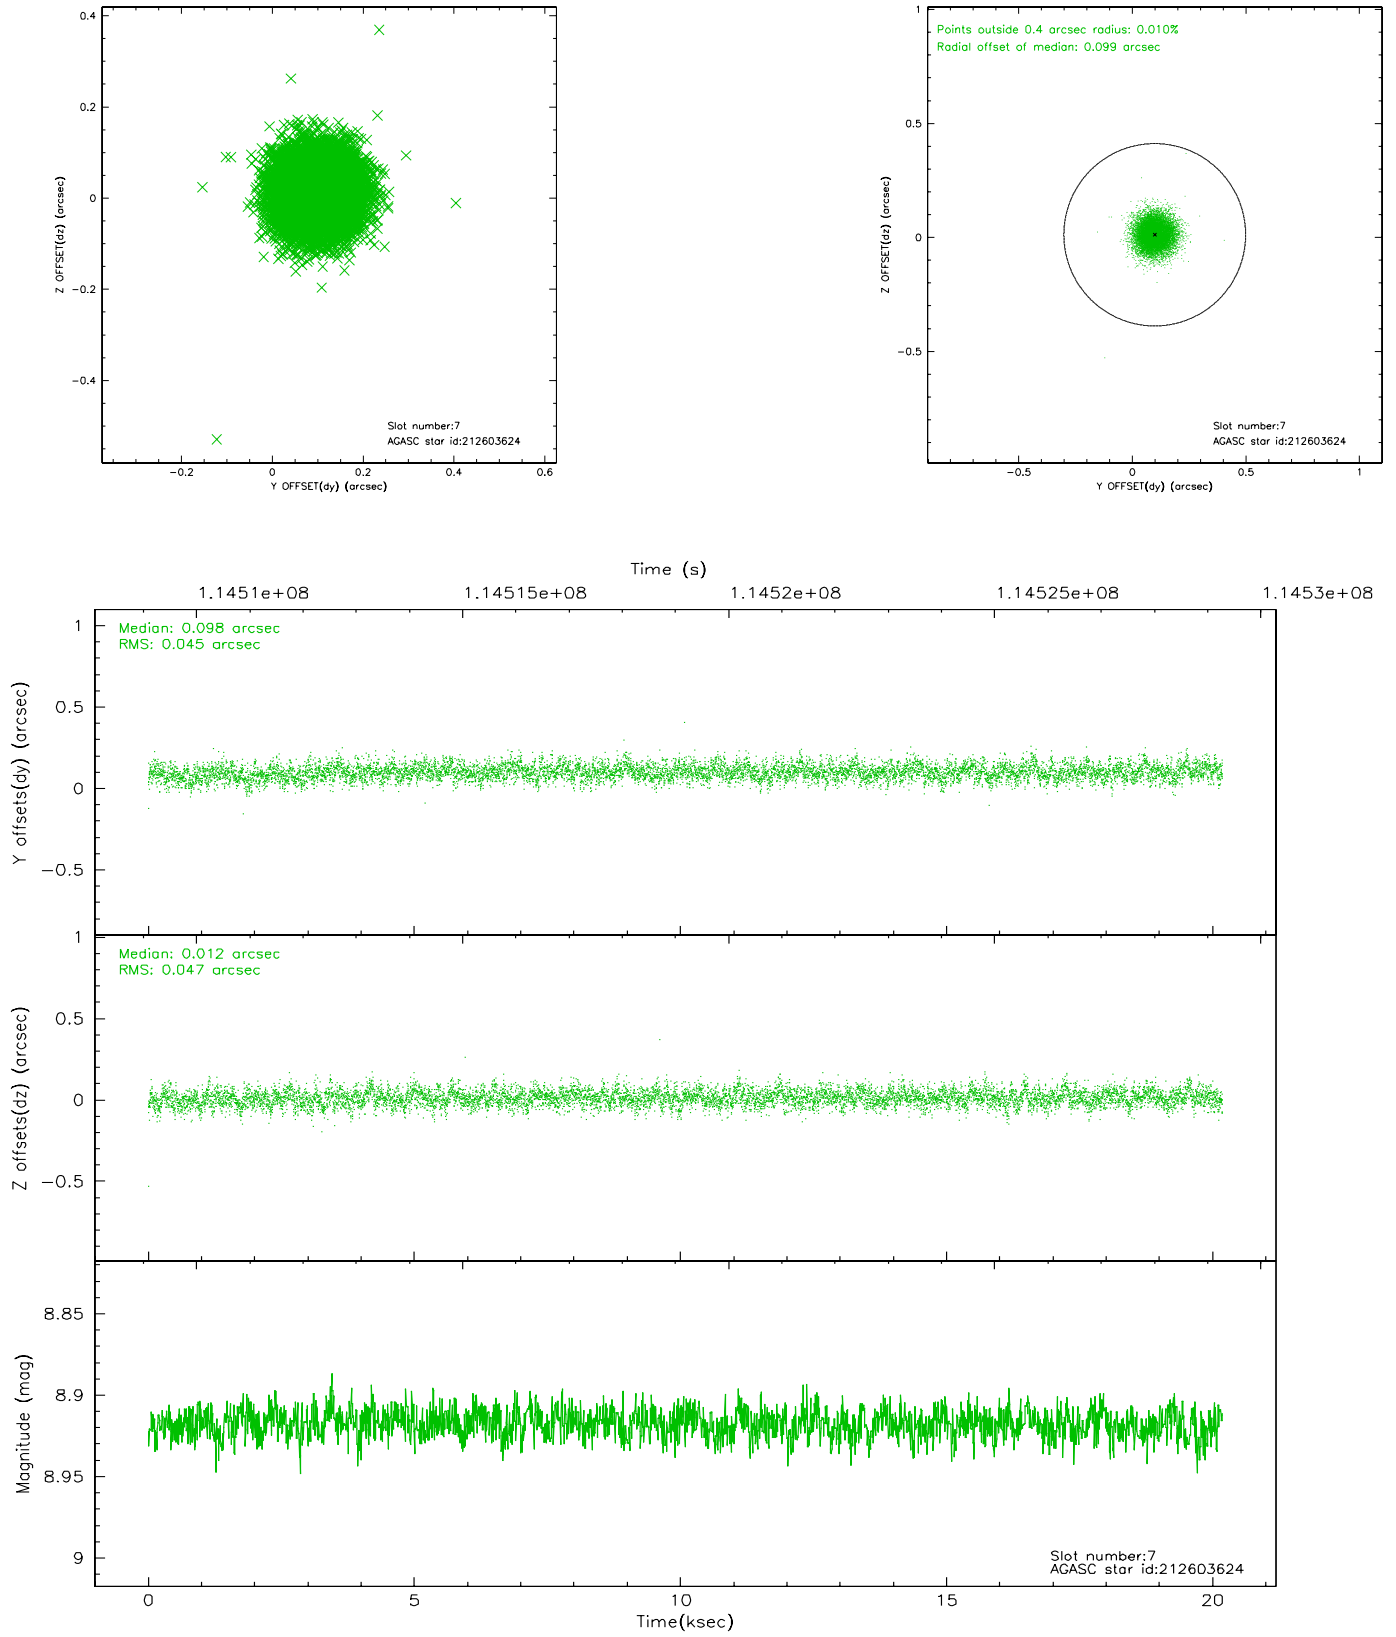 0.4
0.2
0
−0.2
−0.4
−0.2
0
0.2
0.4
0.6
Z OFFSET(dz) (arcsec)
Y OFFSET(dy) (arcsec)
Slot number:7
AGASC star id:212603624
Points outside 0.4 arcsec radius: 0.010%
Radial offset of median: 0.099 arcsec
1
0.5
0
−0.5
−0.5
0
0.5
1
Z OFFSET(dz) (arcsec)
Y OFFSET(dy) (arcsec)
Slot number:7
AGASC star id:212603624
Time (s)
1.1451e+08
1.14515e+08
1.1452e+08
1.14525e+08
1.1453e+08
Median: 0.098 arcsec
RMS: 0.045 arcsec
1
0.5
0
−0.5
Y offsets(dy) (arcsec)
Median: 0.012 arcsec
RMS: 0.047 arcsec
1
0.5
0
−0.5
Z offsets(dz) (arcsec)
8.85
8.9
8.95
9
Magnitude (mag)
Slot number:7
AGASC star id:212603624
0
5
10
15
20
Time(ksec)